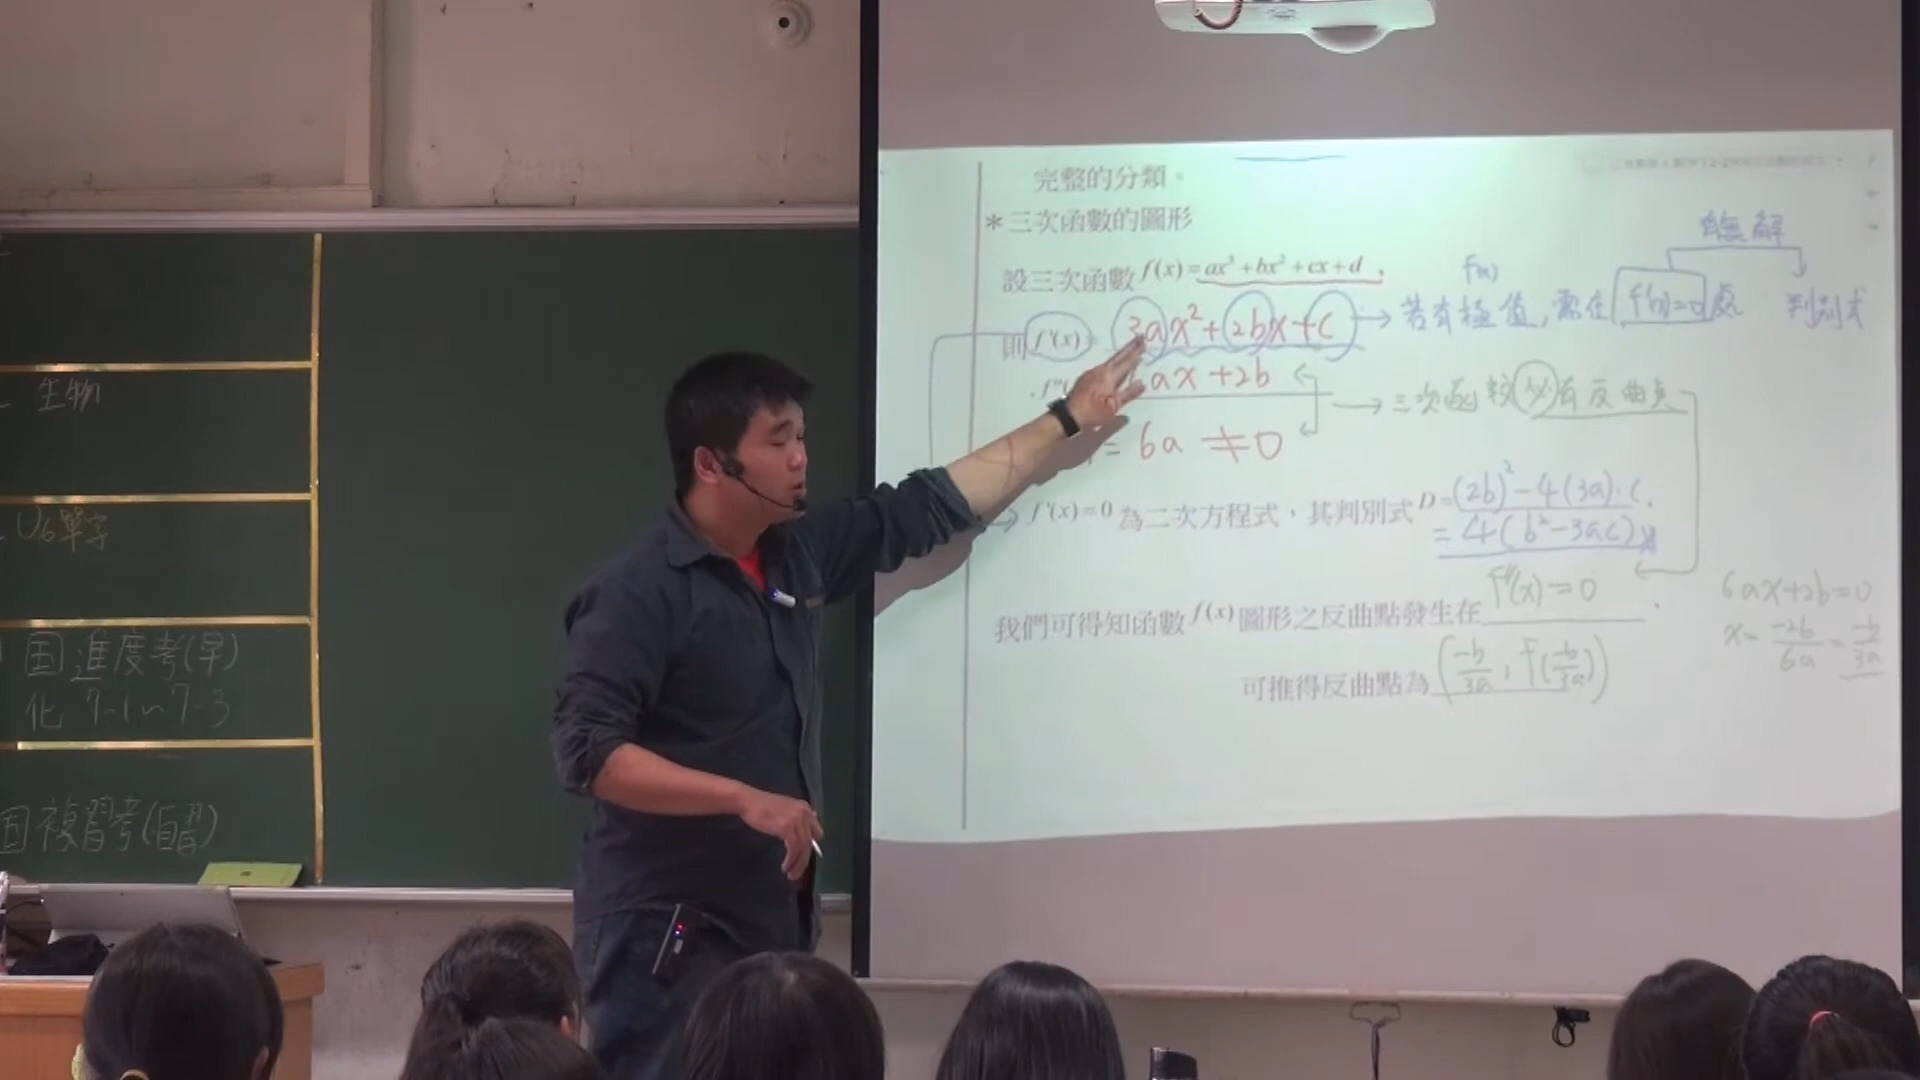 生物
U6單字
国進度考(早)
化 7-1~7-3
国複習考(自習)
完整的分類。
*三次函數的圖形
設三次函數 f(x)=ax³+bx²+cx+d,
則 f'(x)= 3ax²+2bx+c → 若有極值,需在 f'(x)=0 處
f(x)
有無解
判別式
6ax+2b → 三次函數必有反曲點
= 6a ≠0
→ f'(x)=0 為二次方程式,其判別式 D=(2b)²-4(3a)·c.
=4(b²-3ac)
我們可得知函數 f(x) 圖形之反曲點發生在 f''(x)=0.
可推得反曲點為 (-b/3a, f(-b/3a))
6ax+2b=0
x=-2b/6a=-b/3a